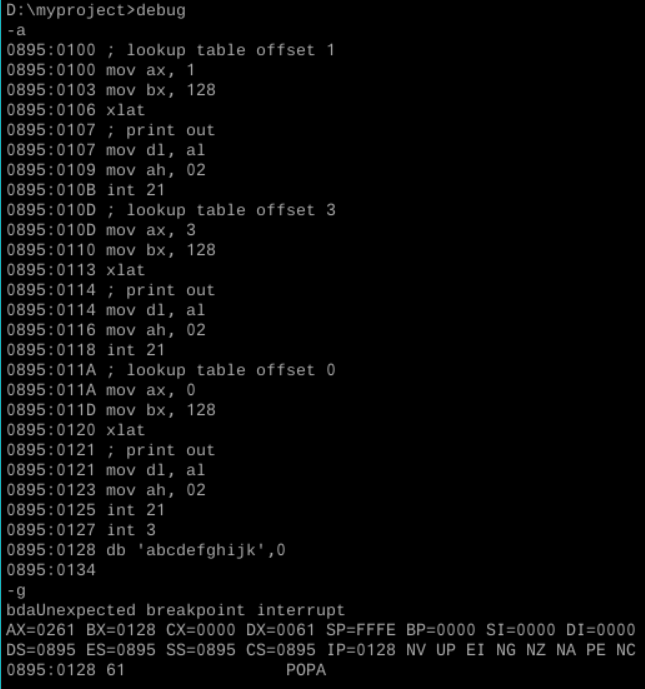 D:\myproject>debug
-a
0895:0100 ; lookup table offset 1
0895:0100 mov ax, 1
0895:0103 mov bx, 128
0895:0106 xlat
0895:0107 ; print out
0895:0107 mov dl, al
0895:0109 mov ah, 02
0895:010B int 21
0895:010D ; lookup table offset 3
0895:010D mov ax, 3
0895:0110 mov bx, 128
0895:0113 xlat
0895:0114 ; print out
0895:0114 mov dl, al
0895:0116 mov ah, 02
0895:0118 int 21
0895:011A ; lookup table offset 0
0895:011A mov ax, 0
0895:011D mov bx, 128
0895:0120 xlat
0895:0121 ; print out
0895:0121 mov dl, al
0895:0123 mov ah, 02
0895:0125 int 21
0895:0127 int 3
0895:0128 db 'abcdefghijk',0
0895:0134
-g
bdaUnexpected breakpoint interrupt
AX=0261 BX=0128 CX=0000 DX=0061 SP=FFFE BP=0000 SI=0000 DI=0000
DS=0895 ES=0895 SS=0895 CS=0895 IP=0128 NV UP EI NG NZ NA PE NC
0895:0128 61 POPA